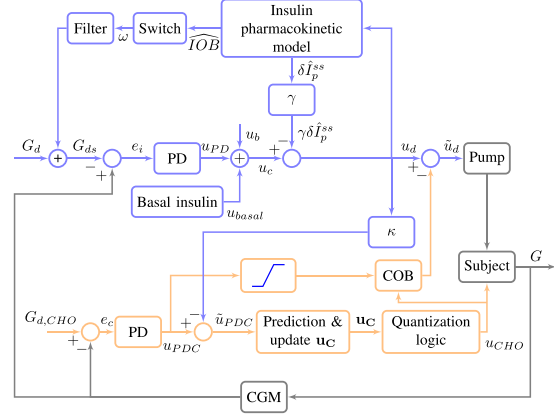 Filter
Switch
Insulin
pharmacokinetic
model
ω
\widehat{IOB}
δÎ_p^{ss}
γ
γδÎ_p^{ss}
G_d
+
G_{ds}
−
+
e_i
PD
u_{PD}
u_b
+
u_c
+
−
u_d
+
−
ũ_d
Pump
Basal insulin
u_{basal}
κ
G
Subject
COB
G_{d,CHO}
+
−
e_c
PD
u_{PDC}
+
−
ũ_{PDC}
Prediction &
update u_C
u_C
Quantization
logic
u_{CHO}
CGM